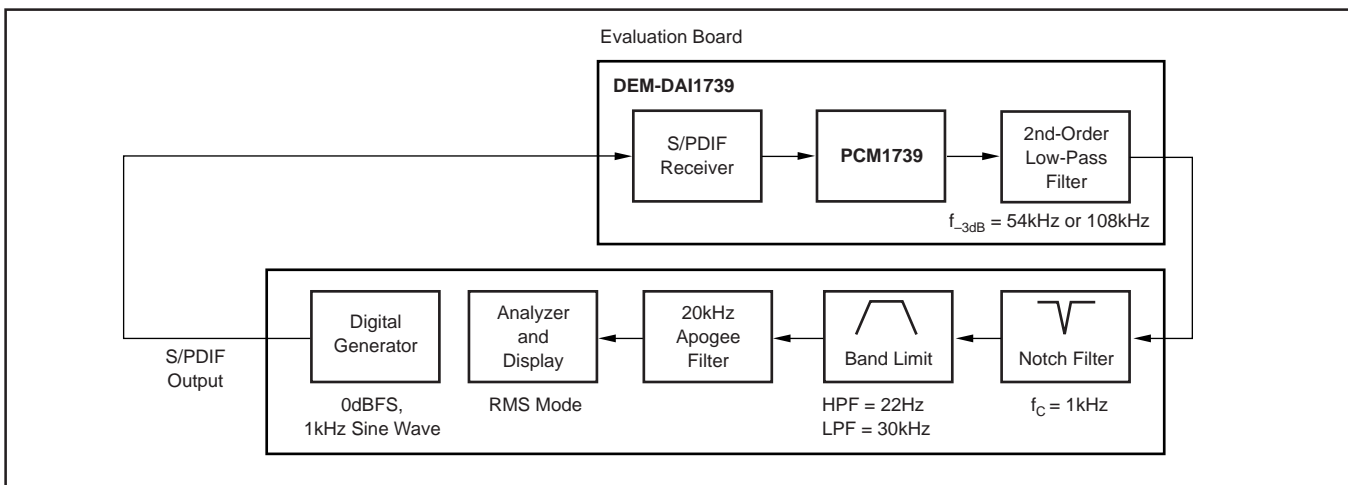 Evaluation Board
DEM-DAI1739
S/PDIF
Receiver
PCM1739
2nd-Order
Low-Pass
Filter
f–3dB = 54kHz or 108kHz
S/PDIF
Output
Digital
Generator
0dBFS,
1kHz Sine Wave
Analyzer
and
Display
RMS Mode
20kHz
Apogee
Filter
Band Limit
HPF = 22Hz
LPF = 30kHz
Notch Filter
fC = 1kHz